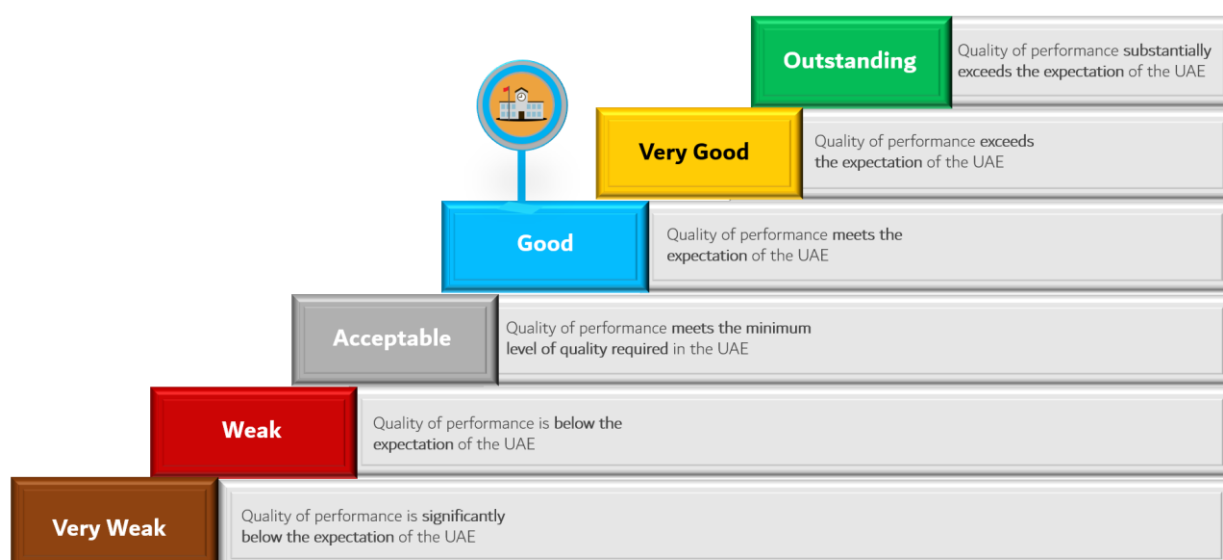 Outstanding
Quality of performance substantially
exceeds the expectation of the UAE
Very Good
Quality of performance exceeds
the expectation of the UAE
Good
Quality of performance meets the
expectation of the UAE
Acceptable
Quality of performance meets the minimum
level of quality required in the UAE
Weak
Quality of performance is below the
expectation of the UAE
Very Weak
Quality of performance is significantly
below the expectation of the UAE